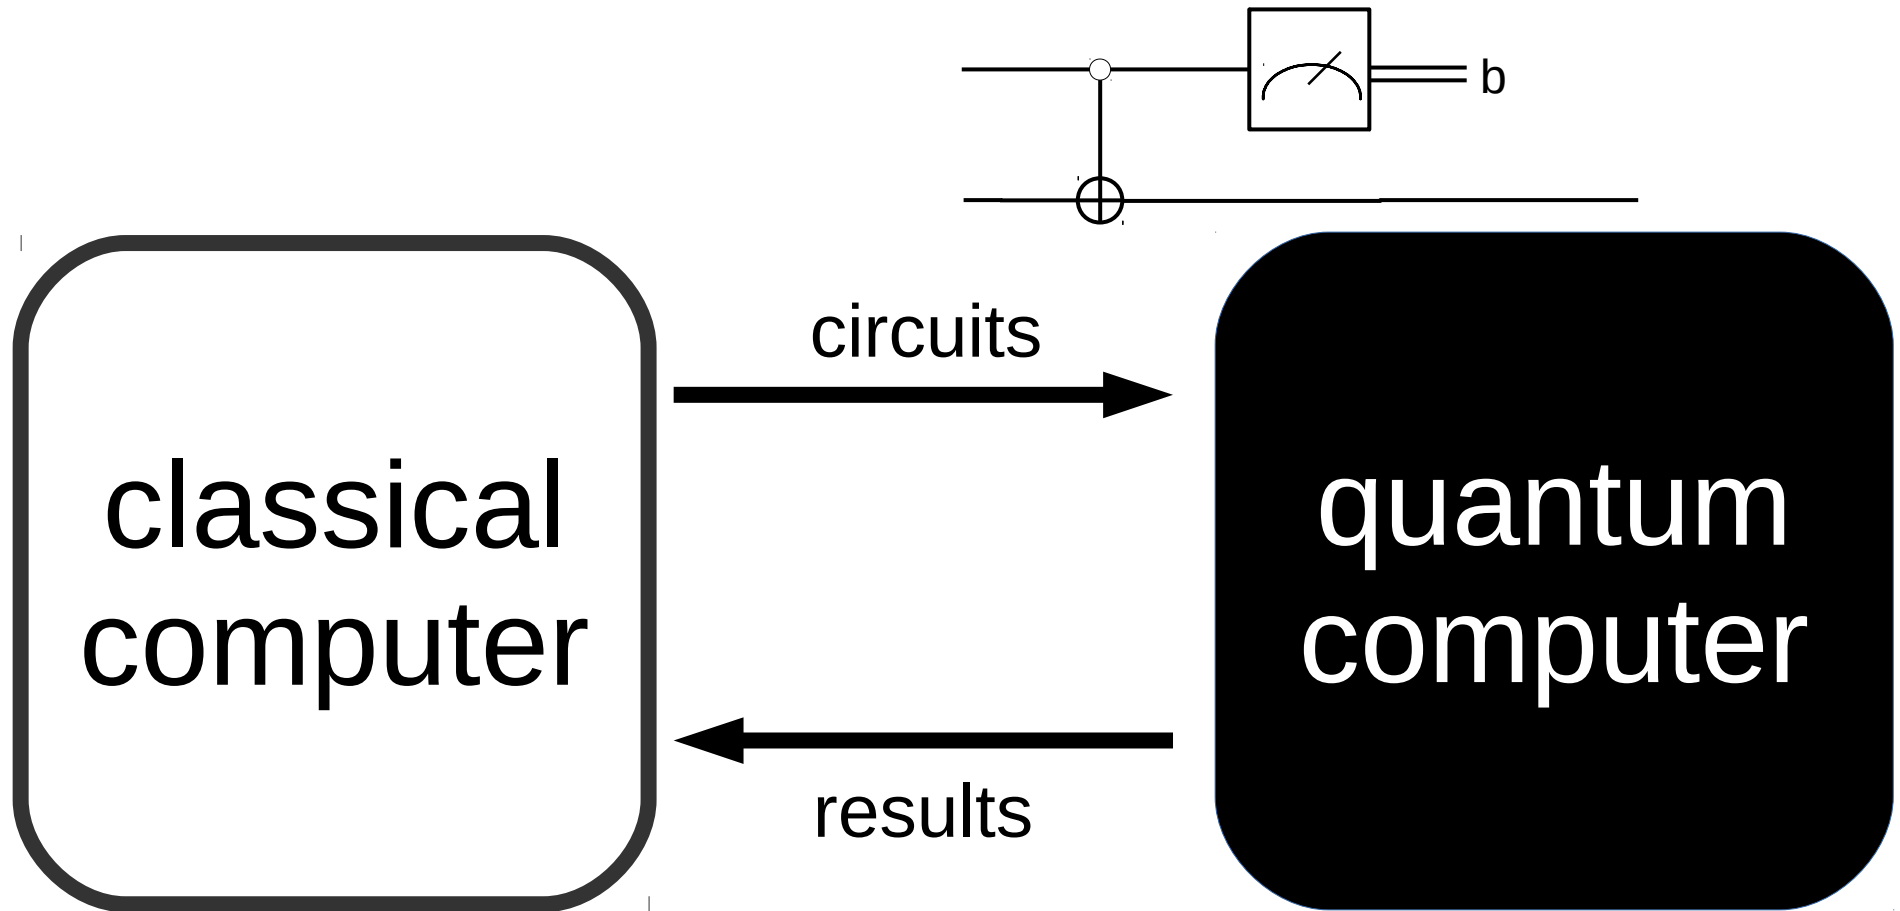 b
circuits
classical
computer
quantum
computer
results